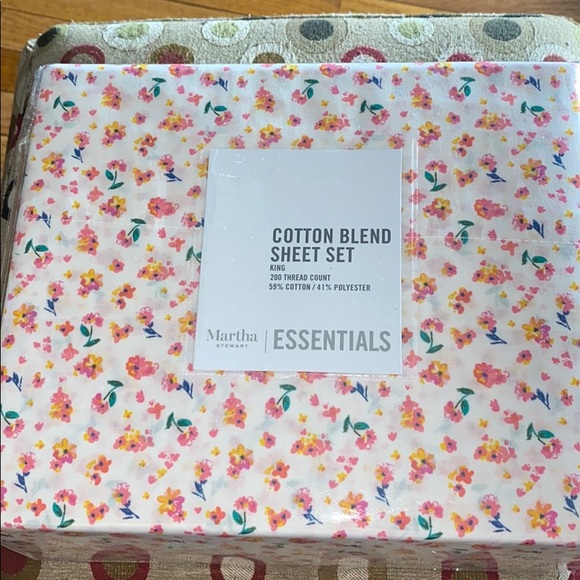 COTTON BLEND
SHEET SET
KING
200 THREAD COUNT
59% COTTON / 41% POLYESTER
Martha
STEWART
ESSENTIALS